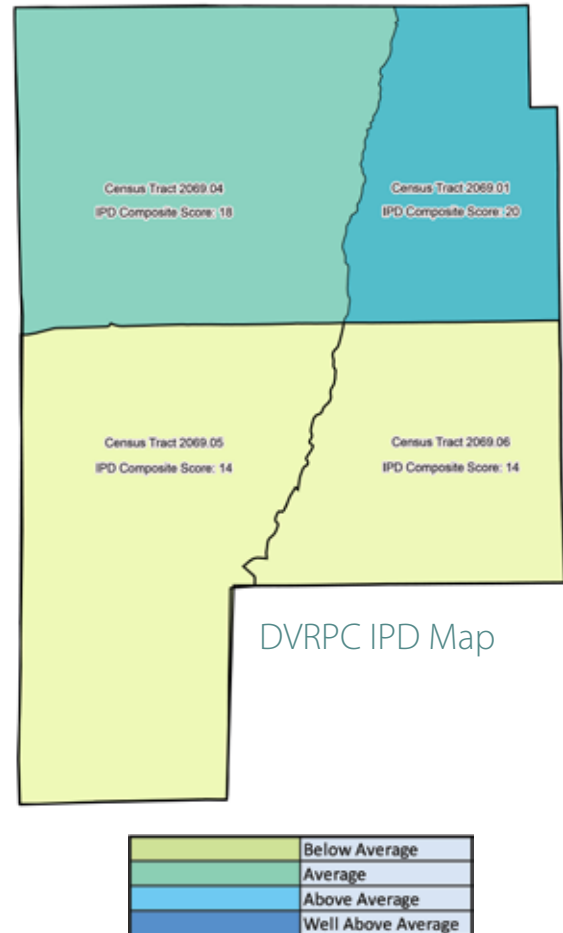 Census Tract 2069.04
IPD Composite Score: 18
Census Tract 2069.01
IPD Composite Score: 20
Census Tract 2069.05
IPD Composite Score: 14
Census Tract 2069.06
IPD Composite Score: 14
DVRPC IPD Map
Below Average
Average
Above Average
Well Above Average